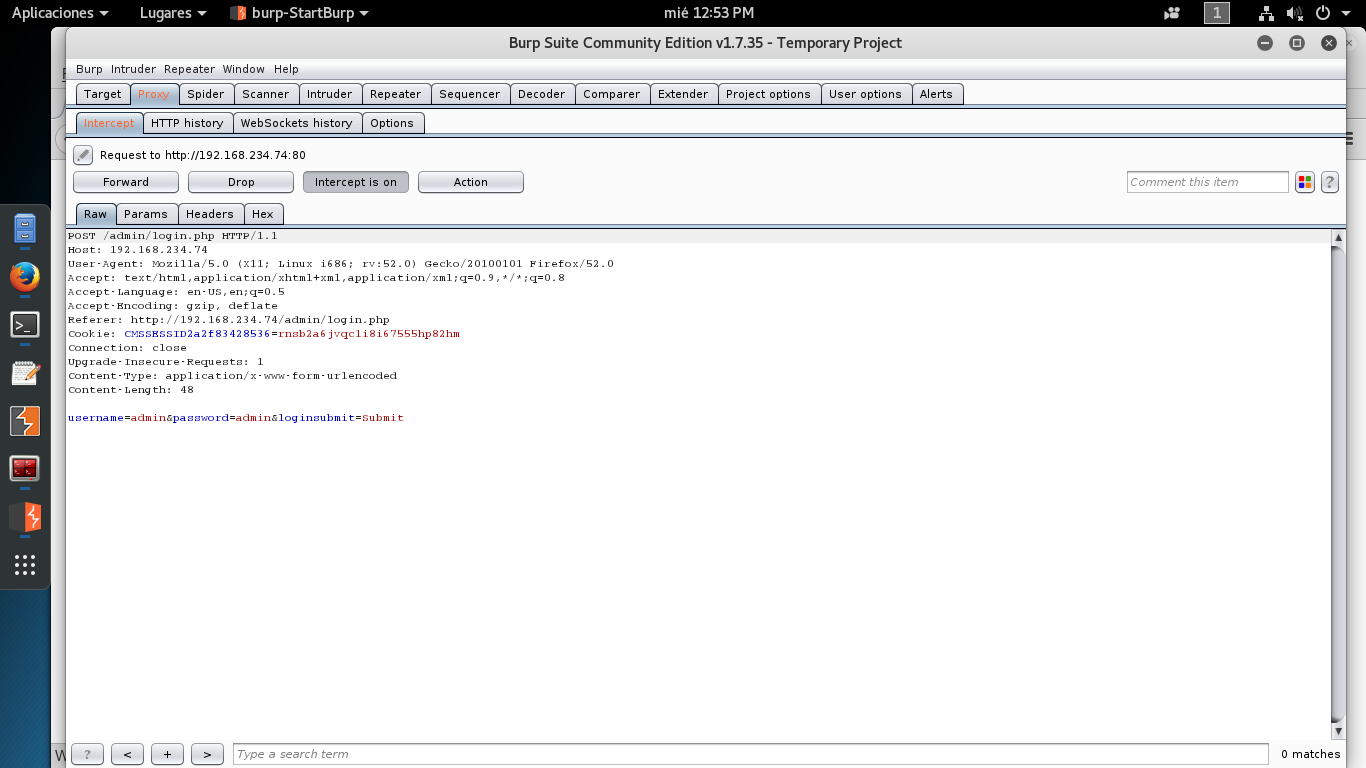 Aplicaciones Lugares burp-StartBurp mié 12:53 PM 1
Burp Suite Community Edition v1.7.35 - Temporary Project
Burp Intruder Repeater Window Help
Target Proxy Spider Scanner Intruder Repeater Sequencer Decoder Comparer Extender Project options User options Alerts
Intercept HTTP history WebSockets history Options
Request to http://192.168.234.74:80
Forward Drop Intercept is on Action Comment this item ?
Raw Params Headers Hex
POST /admin/login.php HTTP/1.1
Host: 192.168.234.74
User-Agent: Mozilla/5.0 (X11; Linux i686; rv:52.0) Gecko/20100101 Firefox/52.0
Accept: text/html,application/xhtml+xml,application/xml;q=0.9,*/*;q=0.8
Accept-Language: en-US,en;q=0.5
Accept-Encoding: gzip, deflate
Referer: http://192.168.234.74/admin/login.php
Connection: close
Upgrade-Insecure-Requests: 1
Content-Type: application/x-www-form-urlencoded
Content-Length: 48
username=admin&password=admin&loginsubmit=Submit
? < + > Type a search term 0 matches